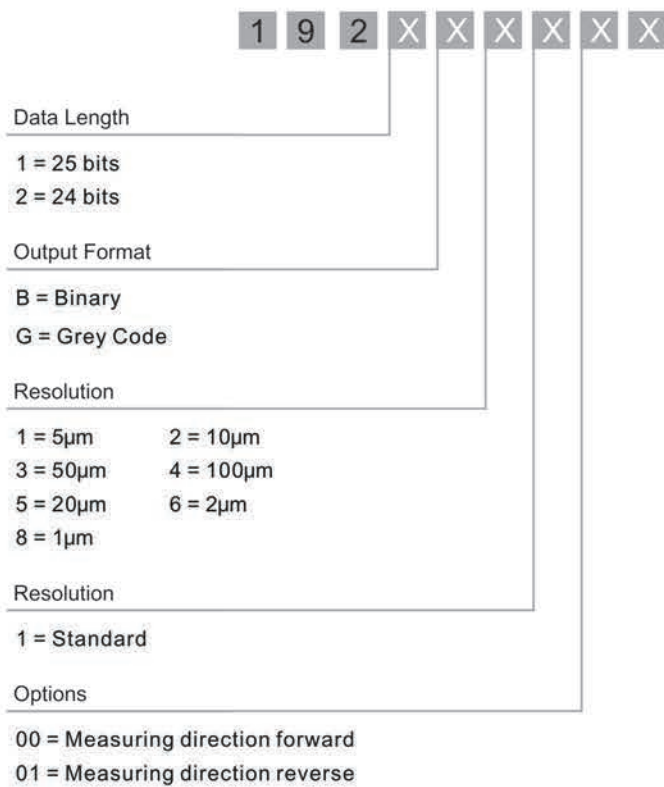 1 9 2 X X X X X X
Data Length
1 = 25 bits
2 = 24 bits
Output Format
B = Binary
G = Grey Code
Resolution
1 = 5μm 2 = 10μm
3 = 50μm 4 = 100μm
5 = 20μm 6 = 2μm
8 = 1μm
Resolution
1 = Standard
Options
00 = Measuring direction forward
01 = Measuring direction reverse